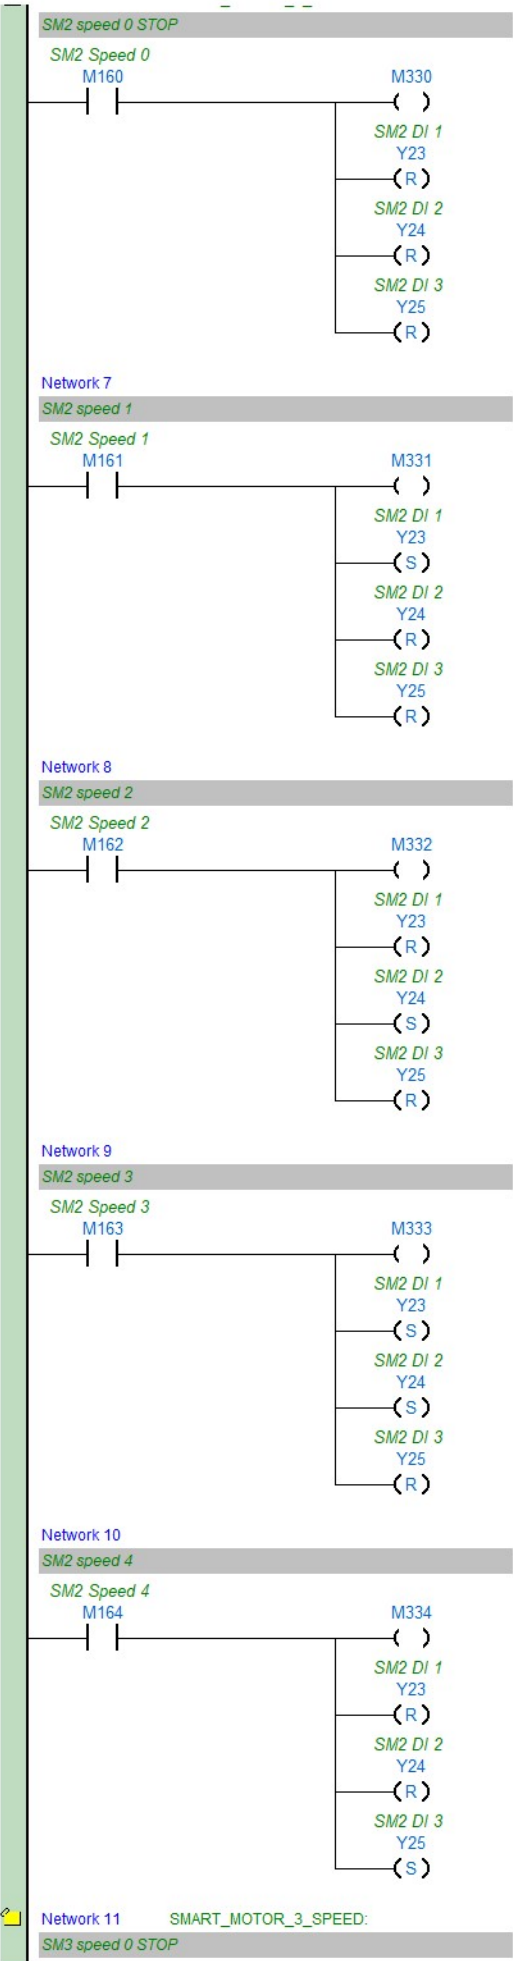 SM2 speed 0 STOP
SM2 Speed 0
M160 M330
( )
SM2 DI 1
Y23
(R)
SM2 DI 2
Y24
(R)
SM2 DI 3
Y25
(R)
Network 7
SM2 speed 1
SM2 Speed 1
M161 M331
( )
SM2 DI 1
Y23
(S)
SM2 DI 2
Y24
(R)
SM2 DI 3
Y25
(R)
Network 8
SM2 speed 2
SM2 Speed 2
M162 M332
( )
SM2 DI 1
Y23
(R)
SM2 DI 2
Y24
(S)
SM2 DI 3
Y25
(R)
Network 9
SM2 speed 3
SM2 Speed 3
M163 M333
( )
SM2 DI 1
Y23
(S)
SM2 DI 2
Y24
(S)
SM2 DI 3
Y25
(R)
Network 10
SM2 speed 4
SM2 Speed 4
M164 M334
( )
SM2 DI 1
Y23
(R)
SM2 DI 2
Y24
(R)
SM2 DI 3
Y25
(S)
Network 11 SMART_MOTOR_3_SPEED:
SM3 speed 0 STOP